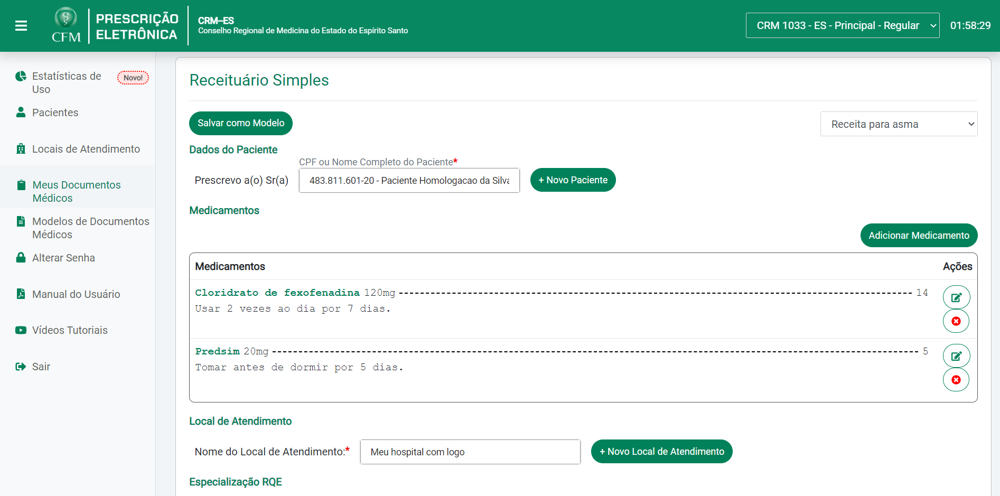 CFM
PRESCRIÇÃO
ELETRÔNICA
CRM–ES
Conselho Regional de Medicina do Estado do Espírito Santo
CRM 1033 - ES - Principal - Regular
01:58:29
Estatísticas de
Uso
Novo!
Pacientes
Locais de Atendimento
Meus Documentos
Médicos
Modelos de Documentos
Médicos
Alterar Senha
Manual do Usuário
Vídeos Tutoriais
Sair
Receituário Simples
Salvar como Modelo
Receita para asma
Dados do Paciente
CPF ou Nome Completo do Paciente*
Prescrevo a(o) Sr(a)
483.811.601-20 - Paciente Homologacao da Silva
+ Novo Paciente
Medicamentos
Adicionar Medicamento
Medicamentos
Ações
Cloridrato de fexofenadina 120mg 14
Usar 2 vezes ao dia por 7 dias.
Predsim 20mg 5
Tomar antes de dormir por 5 dias.
Local de Atendimento
Nome do Local de Atendimento:*
Meu hospital com logo
+ Novo Local de Atendimento
Especialização RQE